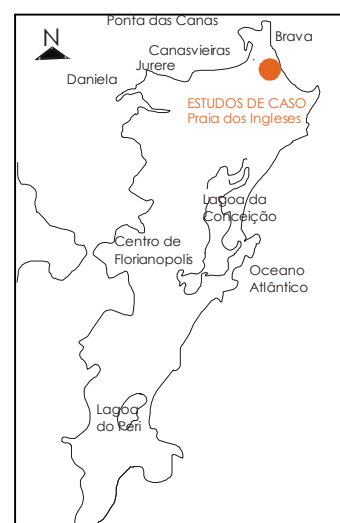 Ponta das Canas
N
Brava
Canasvieiras
Jurere
Daniela
ESTUDOS DE CASO
Praia dos Ingleses
Lagoa da
Conceição
Centro de
Florianopolis
Oceano
Atlântico
Lagoa
do Peri